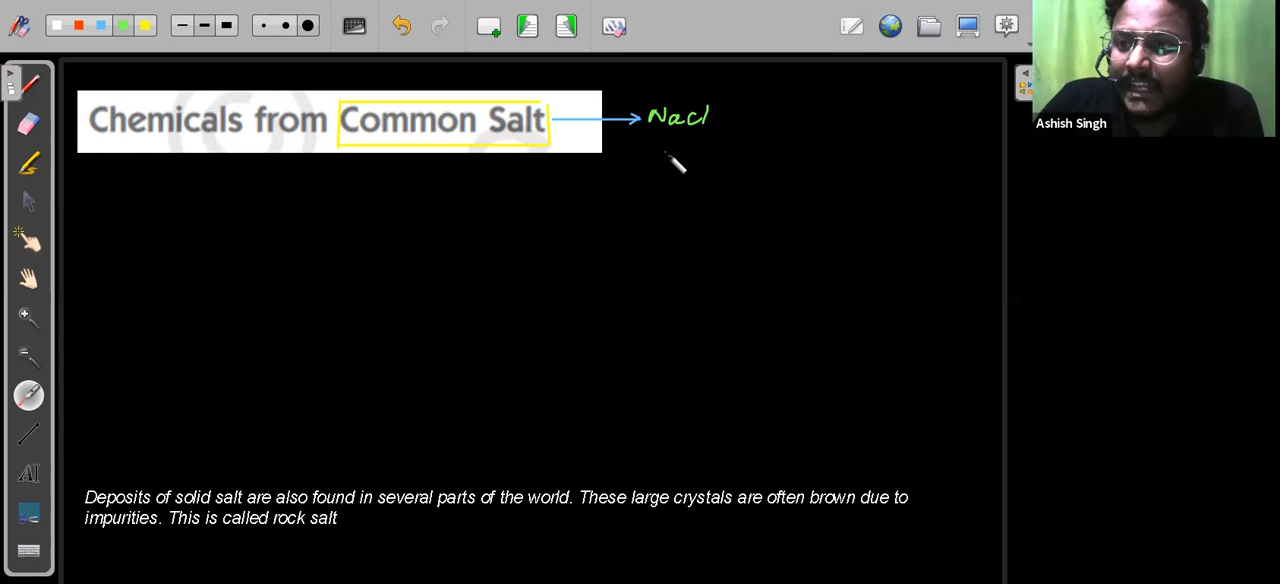 Chemicals from Common Salt
Nacl
Ashish Singh
Deposits of solid salt are also found in several parts of the world. These large crystals are often brown due to
impurities. This is called rock salt
AI